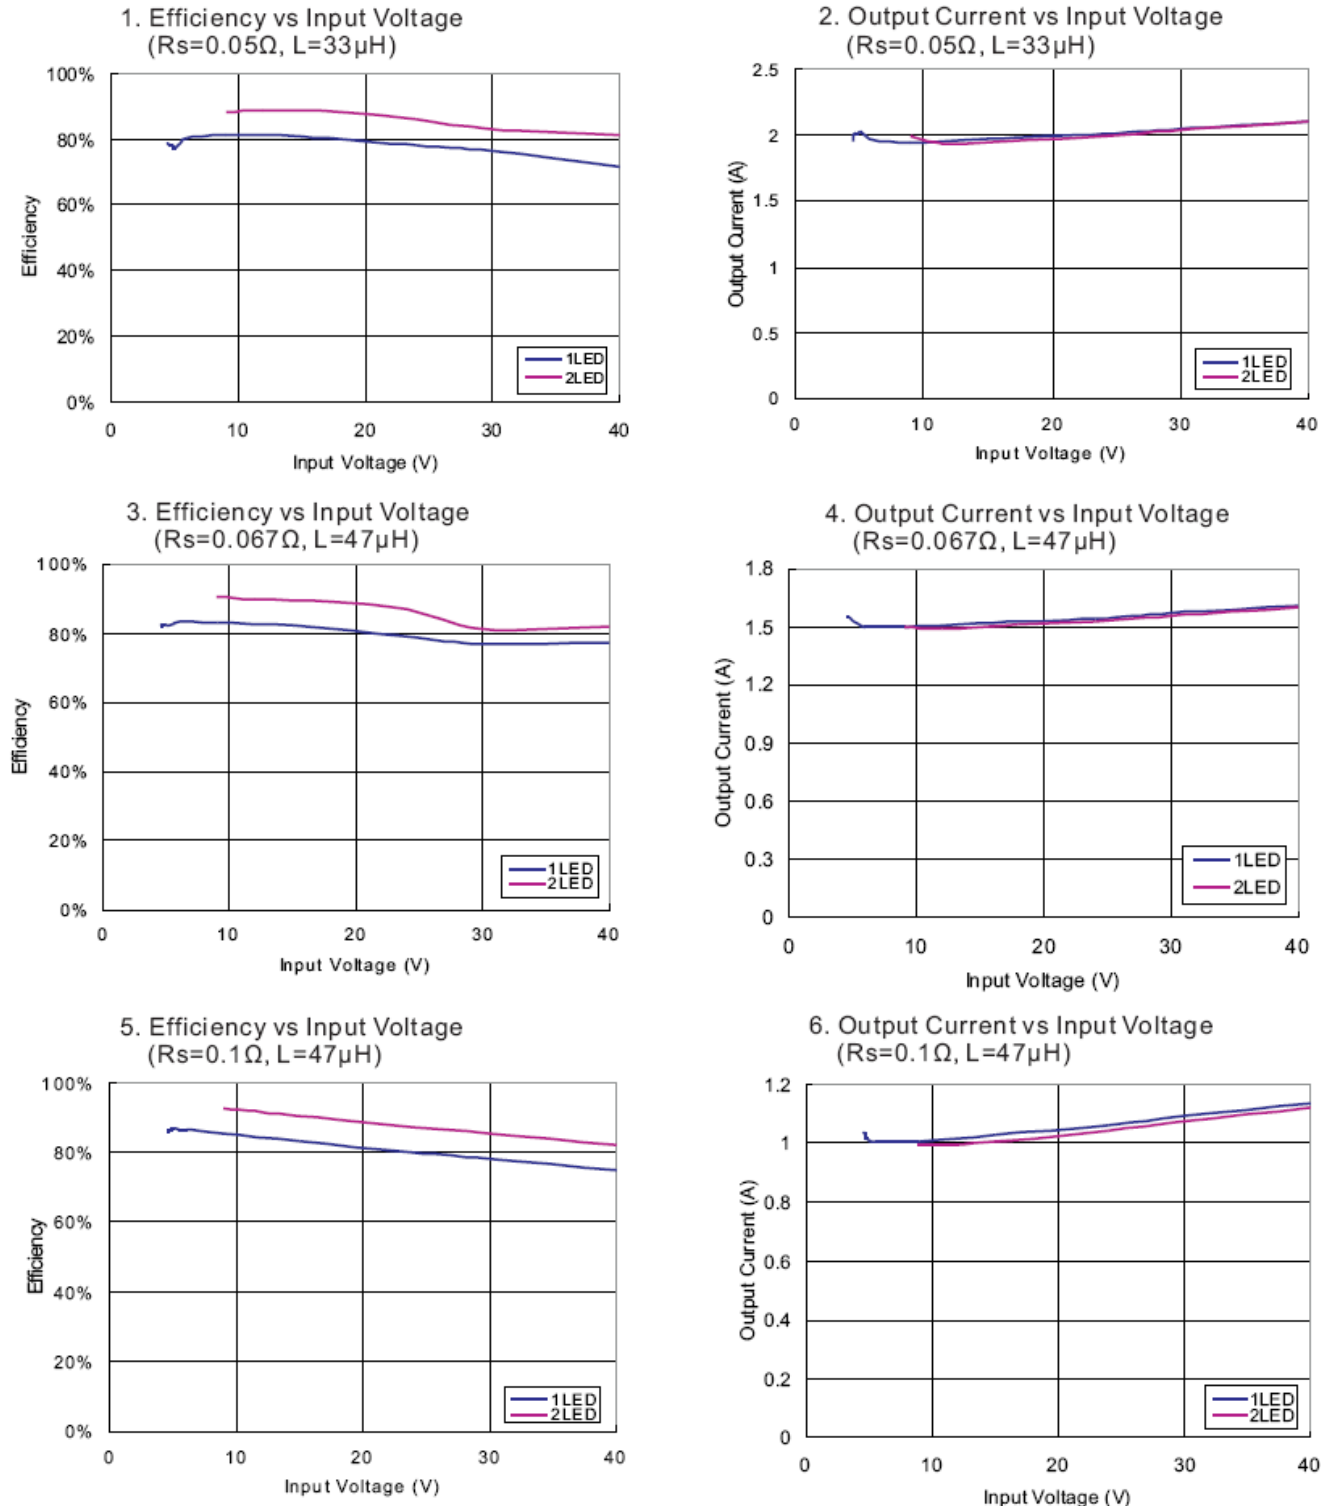 1. Efficiency vs Input Voltage
(Rs=0.05Ω, L=33µH)
100%
80%
60%
40%
20%
0%
Efficiency
1LED
2LED
0 10 20 30 40
Input Voltage (V)
2. Output Current vs Input Voltage
(Rs=0.05Ω, L=33µH)
2.5
2
1.5
1
0.5
0
Output Current (A)
1LED
2LED
0 10 20 30 40
Input Voltage (V)
3. Efficiency vs Input Voltage
(Rs=0.067Ω, L=47µH)
100%
80%
60%
40%
20%
0%
Efficiency
1LED
2LED
0 10 20 30 40
Input Voltage (V)
4. Output Current vs Input Voltage
(Rs=0.067Ω, L=47µH)
1.8
1.5
1.2
0.9
0.6
0.3
0
Output Current (A)
1LED
2LED
0 10 20 30 40
Input Voltage (V)
5. Efficiency vs Input Voltage
(Rs=0.1Ω, L=47µH)
100%
80%
60%
40%
20%
0%
Efficiency
1LED
2LED
0 10 20 30 40
Input Voltage (V)
6. Output Current vs Input Voltage
(Rs=0.1Ω, L=47µH)
1.2
1
0.8
0.6
0.4
0.2
0
Output Current (A)
1LED
2LED
0 10 20 30 40
Input Voltage (V)